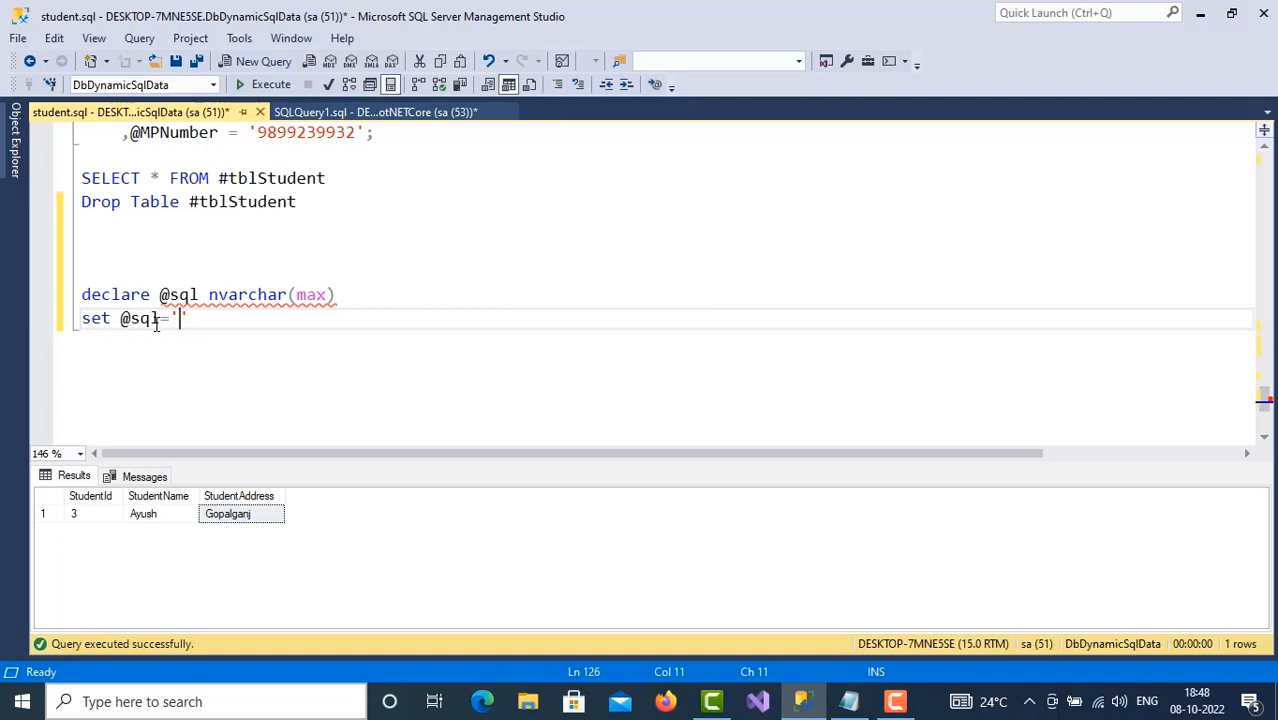 student.sql - DESKTOP-7MNE5SE.DbDynamicSqlData (sa (51))* - Microsoft SQL Server Management Studio
Quick Launch (Ctrl+Q)
File Edit View Query Project Tools Window Help
New Query
DbDynamicSqlData
Execute
student.sql - DESKT...icSqlData (sa (51))*
SQLQuery1.sql - DE...otNETCore (sa (53))*
Object Explorer
,@MPNumber = '9899239932';
SELECT * FROM #tblStudent
Drop Table #tblStudent
declare @sql nvarchar(max)
set @sql=''
146 %
Results
Messages
StudentId StudentName StudentAddress
1 3 Ayush Gopalganj
Query executed successfully.
DESKTOP-7MNE5SE (15.0 RTM) sa (51) DbDynamicSqlData 00:00:00 1 rows
Ready
Ln 126 Col 11 Ch 11 INS
Type here to search
24°C
ENG
18:48
08-10-2022
5